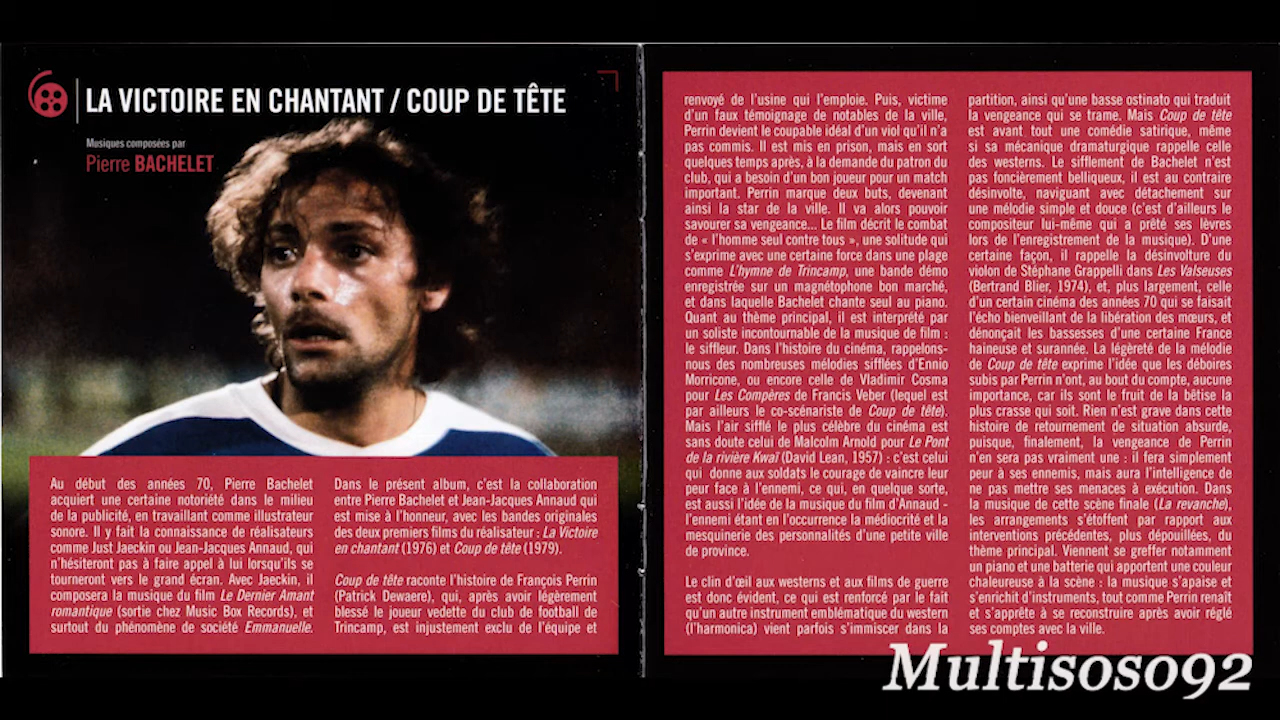 LA VICTOIRE EN CHANTANT / COUP DE TÊTE
Musiques composées par
Pierre BACHELET
Au début des années 70, Pierre Bachelet
acquiert une certaine notoriété dans le milieu
de la publicité, en travaillant comme illustrateur
sonore. Il y fait la connaissance de réalisateurs
comme Just Jaeckin ou Jean-Jacques Annaud, qui
n'hésiteront pas à faire appel à lui lorsqu'ils se
tourneront vers le grand écran. Avec Jaeckin, il
composera la musique du film Le Dernier Amant
romantique (sortie chez Music Box Records), et
surtout du phénomène de société Emmanuelle.
Dans le présent album, c'est la collaboration
entre Pierre Bachelet et Jean-Jacques Annaud qui
est mise à l'honneur, avec les bandes originales
des deux premiers films du réalisateur : La Victoire
en chantant (1976) et Coup de tête (1979).
Coup de tête raconte l'histoire de François Perrin
(Patrick Dewaere), qui, après avoir légèrement
blessé le joueur vedette du club de football de
Trincamp, est injustement exclu de l'équipe et
renvoyé de l'usine qui l'emploie. Puis, victime
d'un faux témoignage de notables de la ville,
Perrin devient le coupable idéal d'un viol qu'il n'a
pas commis. Il est mis en prison, mais en sort
quelques temps après, à la demande du patron du
club, qui a besoin d'un bon joueur pour un match
important. Perrin marque deux buts, devenant
ainsi la star de la ville. Il va alors pouvoir
savourer sa vengeance... Le film décrit le combat
de « l'homme seul contre tous », une solitude qui
s'exprime avec une certaine force dans une plage
comme L'hymne de Trincamp, une bande démo
enregistrée sur un magnétophone bon marché,
et dans laquelle Bachelet chante seul au piano.
Quant au thème principal, il est interprété par
un soliste incontournable de la musique de film :
le siffleur. Dans l'histoire du cinéma, rappelons-
nous des nombreuses mélodies sifflées d'Ennio
Morricone, ou encore celle de Vladimir Cosma
pour Les Compères de Francis Veber (lequel est
par ailleurs le co-scénariste de Coup de tête).
Mais l'air sifflé le plus célèbre du cinéma est
sans doute celui de Malcolm Arnold pour Le Pont
de la rivière Kwaï (David Lean, 1957) : c'est celui
qui donne aux soldats le courage de vaincre leur
peur face à l'ennemi, ce qui, en quelque sorte,
est aussi l'idée de la musique du film d'Annaud -
l'ennemi étant en l'occurrence la médiocrité et la
mesquinerie des personnalités d'une petite ville
de province.
Le clin d'œil aux westerns et aux films de guerre
est donc évident, ce qui est renforcé par le fait
qu'un autre instrument emblématique du western
(l'harmonica) vient parfois s'immiscer dans la
partition, ainsi qu'une basse ostinato qui traduit
la vengeance qui se trame. Mais Coup de tête
est avant tout une comédie satirique, même
si sa mécanique dramaturgique rappelle celle
des westerns. Le sifflement de Bachelet n'est
pas foncièrement belliqueux, il est au contraire
désinvolte, naviguant avec détachement sur
une mélodie simple et douce (c'est d'ailleurs le
compositeur lui-même qui a prêté ses lèvres
lors de l'enregistrement de la musique). D'une
certaine façon, il rappelle la désinvolture du
violon de Stéphane Grappelli dans Les Valseuses
(Bertrand Blier, 1974), et, plus largement, celle
d'un certain cinéma des années 70 qui se faisait
l'écho bienveillant de la libération des mœurs, et
dénonçait les bassesses d'une certaine France
haineuse et surannée. La légèreté de la mélodie
de Coup de tête exprime l'idée que les déboires
subis par Perrin n'ont, au bout du compte, aucune
importance, car ils sont le fruit de la bêtise la
plus crasse qui soit. Rien n'est grave dans cette
histoire de retournement de situation absurde,
puisque, finalement, la vengeance de Perrin
n'en sera pas vraiment une : il fera simplement
peur à ses ennemis, mais aura l'intelligence de
ne pas mettre ses menaces à exécution. Dans
la musique de cette scène finale (La revanche),
les arrangements s'étoffent par rapport aux
interventions précédentes, plus dépouillées, du
thème principal. Viennent se greffer notamment
un piano et une batterie qui apportent une couleur
chaleureuse à la scène : la musique s'apaise et
s'enrichit d'instruments, tout comme Perrin renaît
et s'apprête à se reconstruire après avoir réglé
ses comptes avec la ville.
Multisoso92